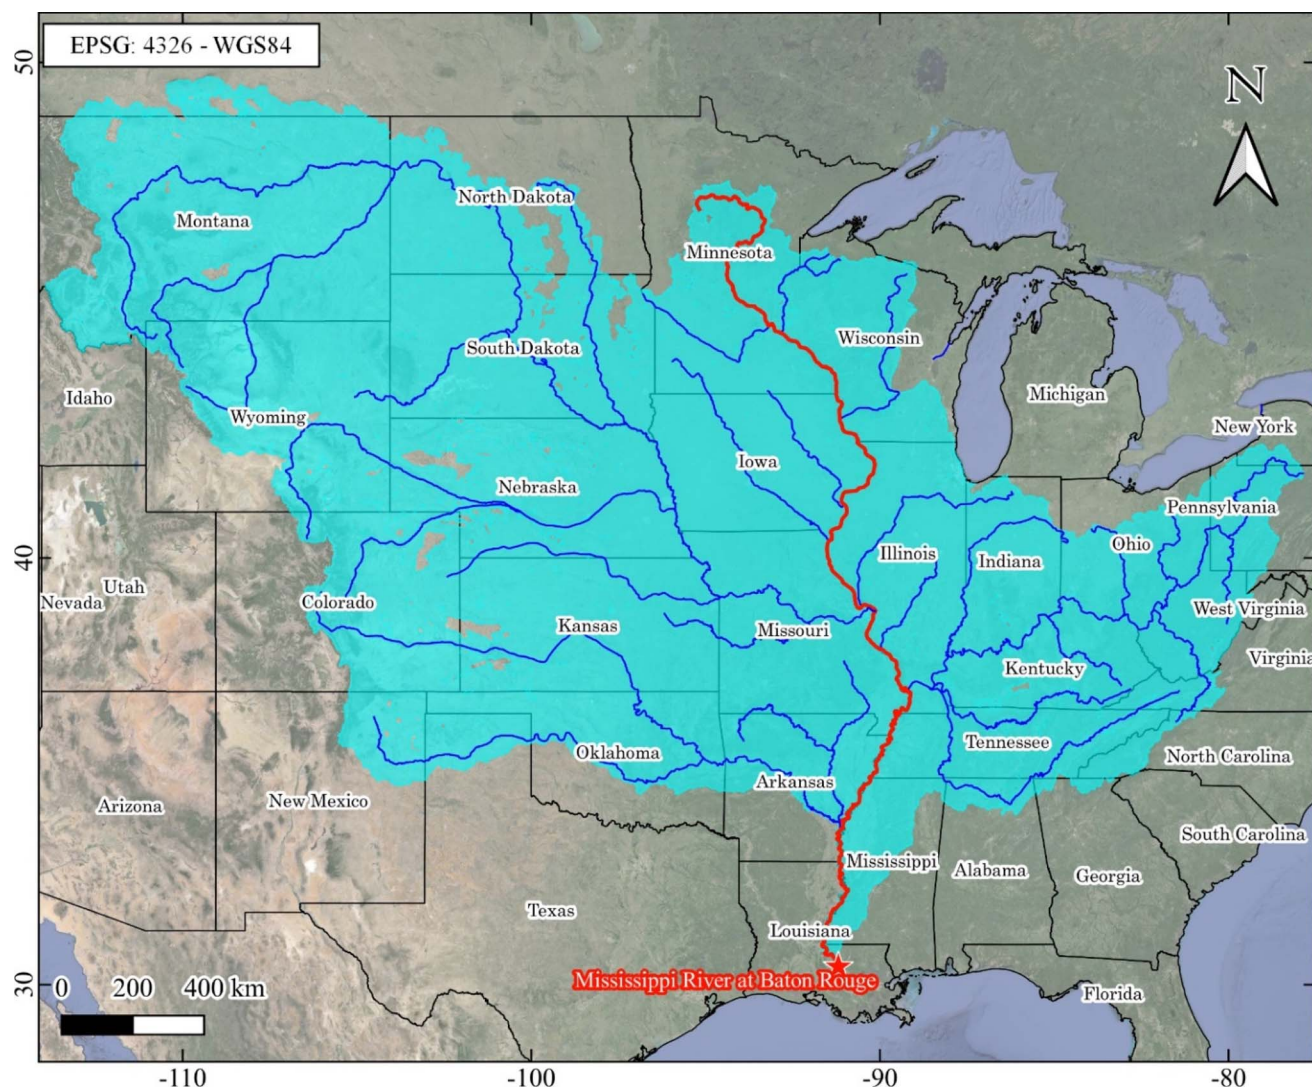 EPSG: 4326 - WGS84
50
N
North Dakota
Montana
Minnesota
Wisconsin
South Dakota
Idaho
Michigan
Wyoming
New York
Iowa
Nebraska
Pennsylvania
40
Illinois
Ohio
Indiana
Utah
Nevada
Colorado
West Virginia
Kansas
Missouri
Virginia
Kentucky
Tennessee
Oklahoma
North Carolina
Arkansas
Arizona
New Mexico
South Carolina
Mississippi
Alabama
Georgia
Texas
Louisiana
Mississippi River at Baton Rouge
30
0 200 400 km
Florida
-110 -100 -90 -80